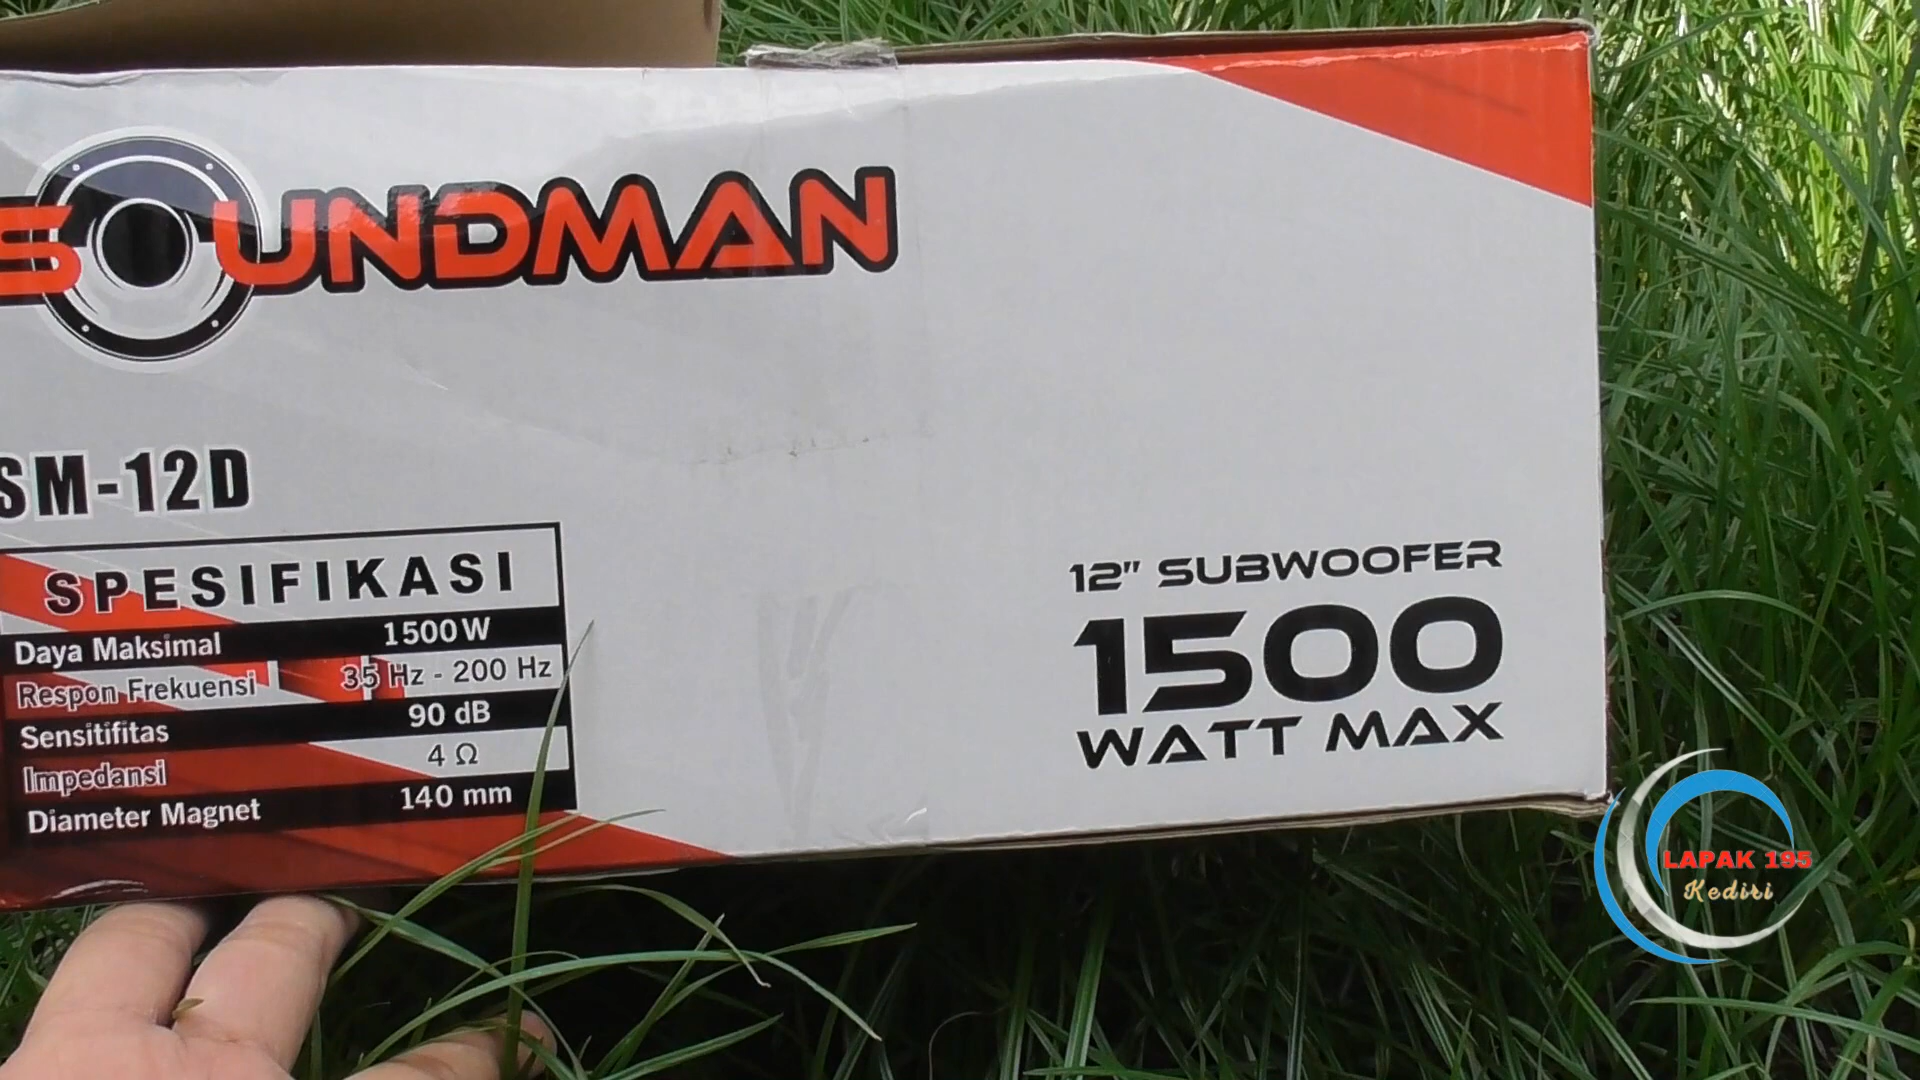 SOUNDMAN
SM-12D
SPESIFIKASI
Daya Maksimal 1500W
Respon Frekuensi 35 Hz - 200 Hz
Sensitifitas 90 dB
Impedansi 4 Ω
Diameter Magnet 140 mm
12" SUBWOOFER
1500
WATT MAX
LAPAK 195
Kediri